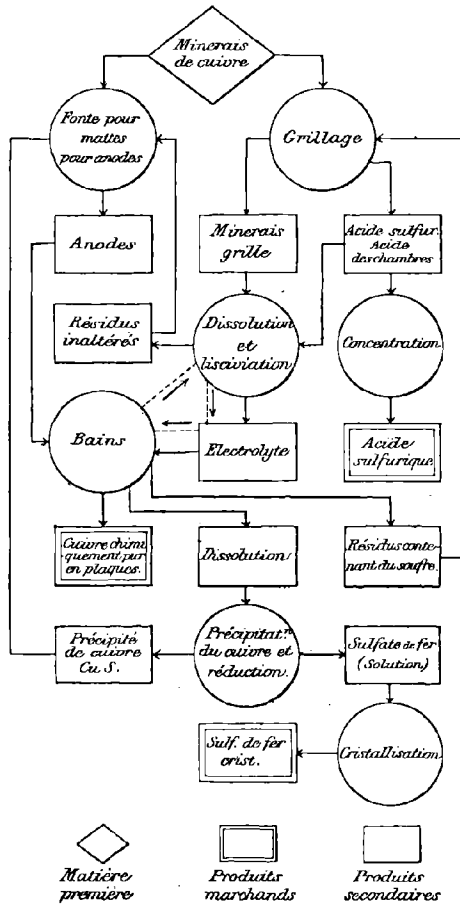 Minerais
de cuivre
Fonte pour
mattes
pour anodes
Grillage
Anodes
Minerais
grille
Acide sulfur.
Acide
des chambres
Résidus
inaltérés
Dissolution
et
lisciviation
Concentration
Bains
Electrolyte
Acide
sulfurique
Cuivre chimi
quement pur
en plaques.
Dissolution
Résidus conte-
nant du soufre.
Précipité
de cuivre
Cu S.
Précipitat.n
du cuivre et
réduction.
Sulfate de fer
(Solution)
Sulf. de fer
crist.
Cristallisation
Matière
première
Produits
marchands
Produits
secondaires